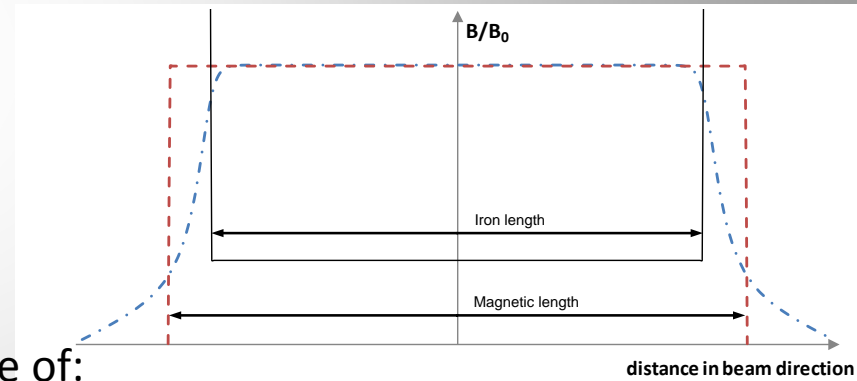 B/B₀
Iron length
Magnetic length
e of:
distance in beam direction